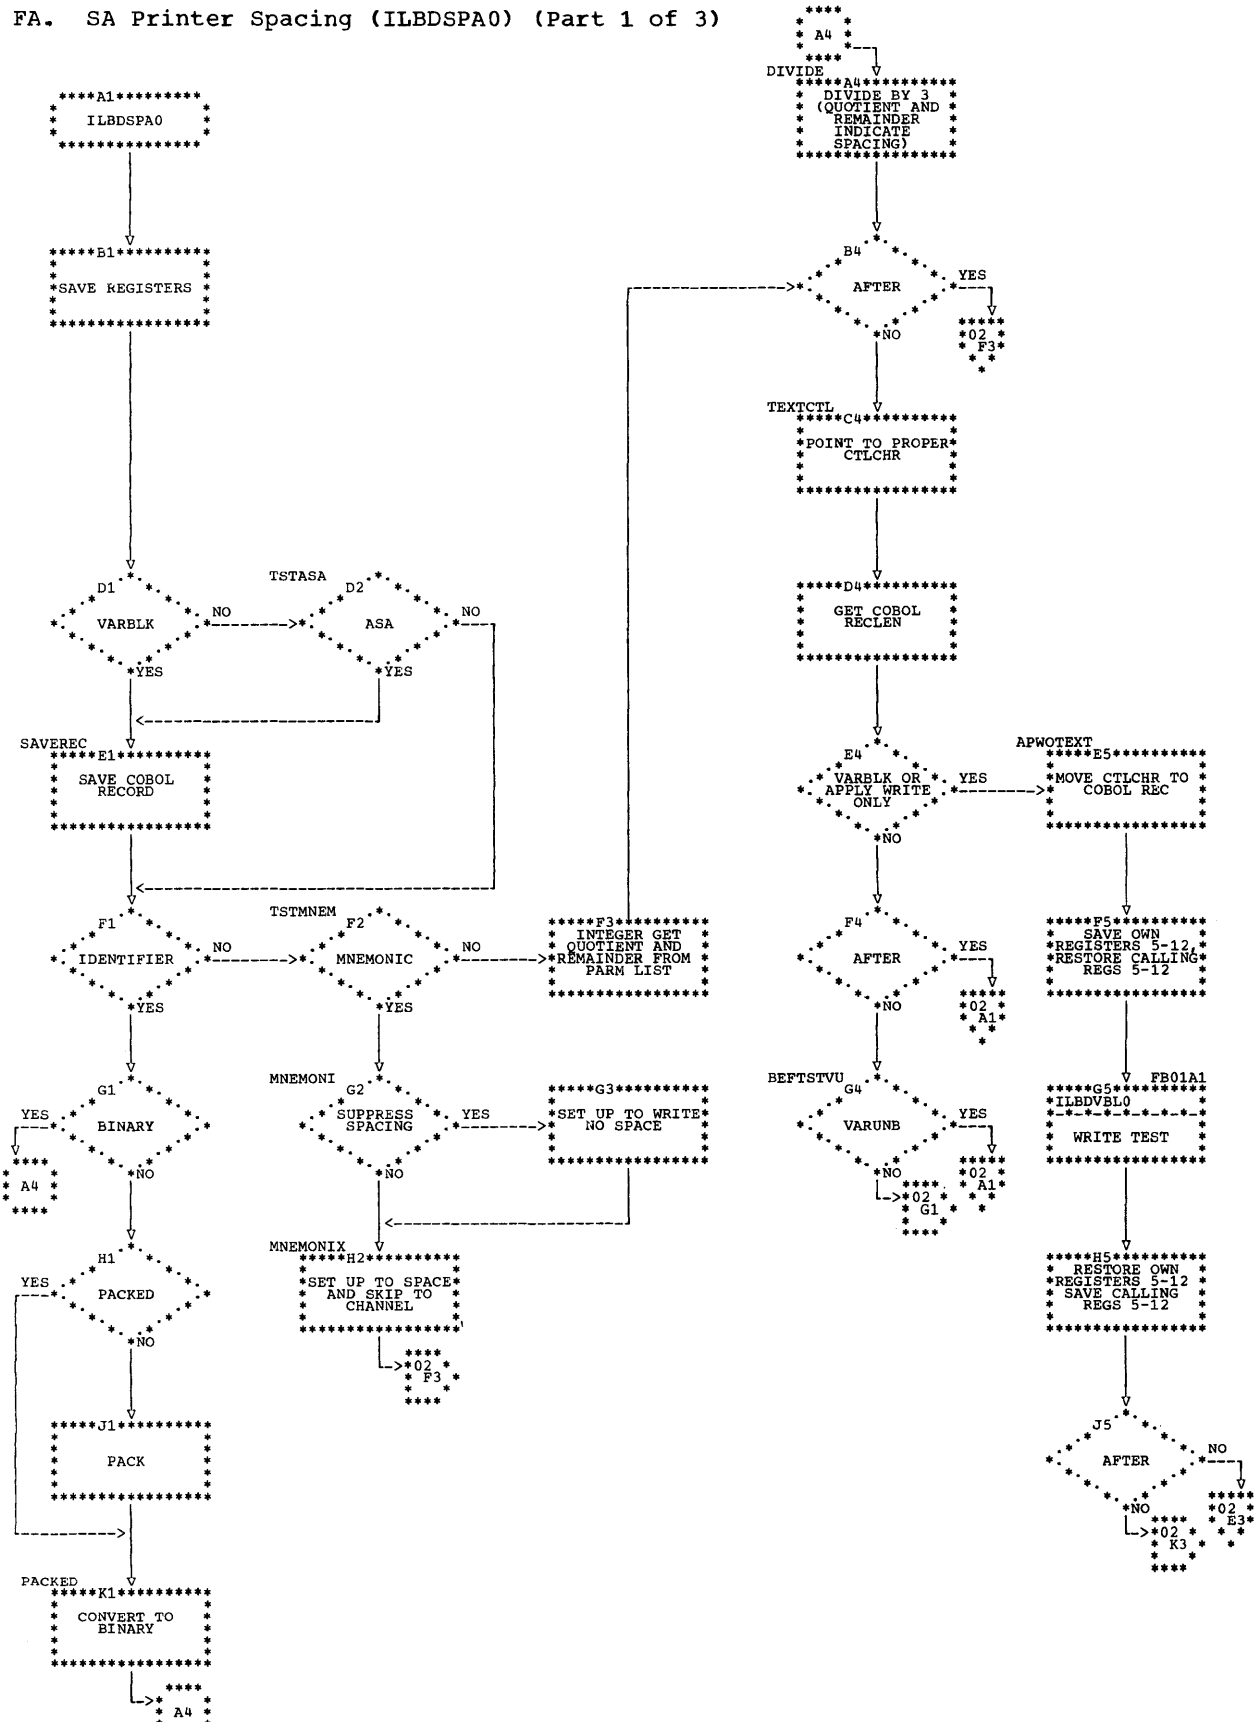 FA. SA Printer Spacing (ILBDSPA0) (Part 1 of 3)
A1
ILBDSPA0
B1
SAVE REGISTERS
D1
VARBLK
NO
YES
TSTASA
D2
ASA
NO
YES
SAVEREC
E1
SAVE COBOL
RECORD
F1
IDENTIFIER
NO
YES
TSTMNEM
F2
MNEMONIC
NO
YES
F3
INTEGER GET
QUOTIENT AND
REMAINDER FROM
PARM LIST
G1
YES
BINARY
NO
A4
MNEMONI
G2
SUPPRESS
SPACING
YES
NO
G3
SET UP TO WRITE
NO SPACE
H1
YES
PACKED
NO
MNEMONIX
H2
SET UP TO SPACE
AND SKIP TO
CHANNEL
02
F3
J1
PACK
PACKED
K1
CONVERT TO
BINARY
A4
A4
DIVIDE
A4
DIVIDE BY 3
(QUOTIENT AND
REMAINDER
INDICATE
SPACING)
B4
AFTER
YES
NO
02
F3
TEXTCTL
C4
POINT TO PROPER
CTLCHR
D4
GET COBOL
RECLEN
E4
VARBLK OR
APPLY WRITE
ONLY
YES
NO
APWOTEXT
E5
MOVE CTLCHR TO
COBOL REC
F4
AFTER
YES
NO
02
A1
F5
SAVE OWN
REGISTERS 5-12,
RESTORE CALLING
REGS 5-12
BEFTSTVU
G4
VARUNB
YES
NO
02
A1
02
G1
FB01A1
G5
ILBDVBL0
WRITE TEST
H5
RESTORE OWN
REGISTERS 5-12
SAVE CALLING
REGS 5-12
J5
AFTER
NO
NO
02
E3
02
K3